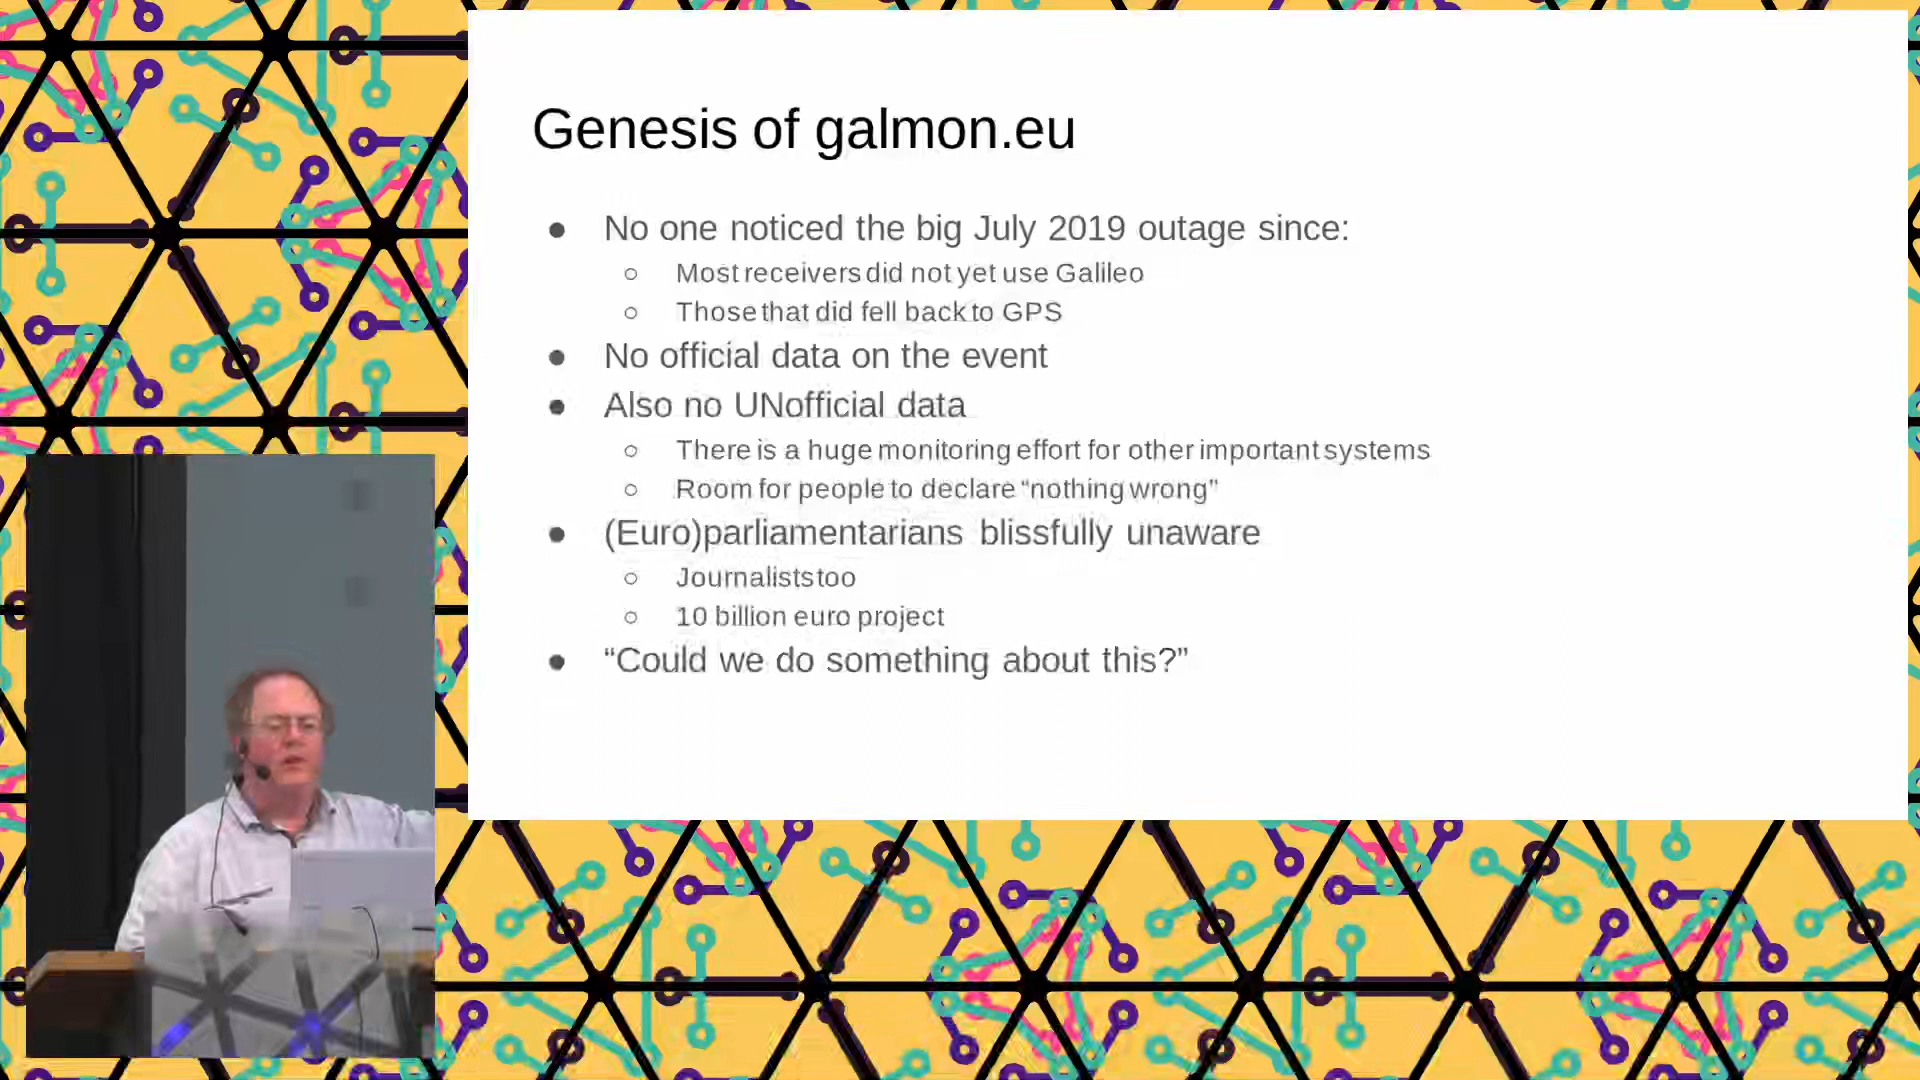 Genesis of galmon.eu
No one noticed the big July 2019 outage since:
Most receivers did not yet use Galileo
Those that did fell back to GPS
No official data on the event
Also no UNofficial data
There is a huge monitoring effort for other important systems
Room for people to declare “nothing wrong”
(Euro)parliamentarians blissfully unaware
Journalists too
10 billion euro project
“Could we do something about this?”